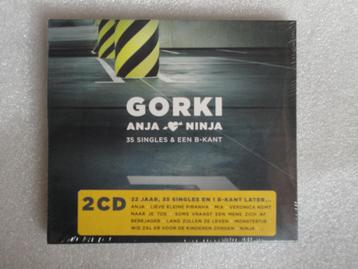 GORKI
ANJA NINJA
35 SINGLES & EEN B-KANT
2CD
22 JAAR, 35 SINGLES EN 1 B-KANT LATER...
ANJA LIEVE KLEINE PIRANHA MIA VERONICA KOMT
NAAR JE TOE SOMS VRAAGT EEN MENS ZICH AF
BEREJAGER LANG ZULLEN ZE LEVEN MONSTERTJE
WIE ZAL ER VOOR DE KINDEREN ZORGEN NINJA ...